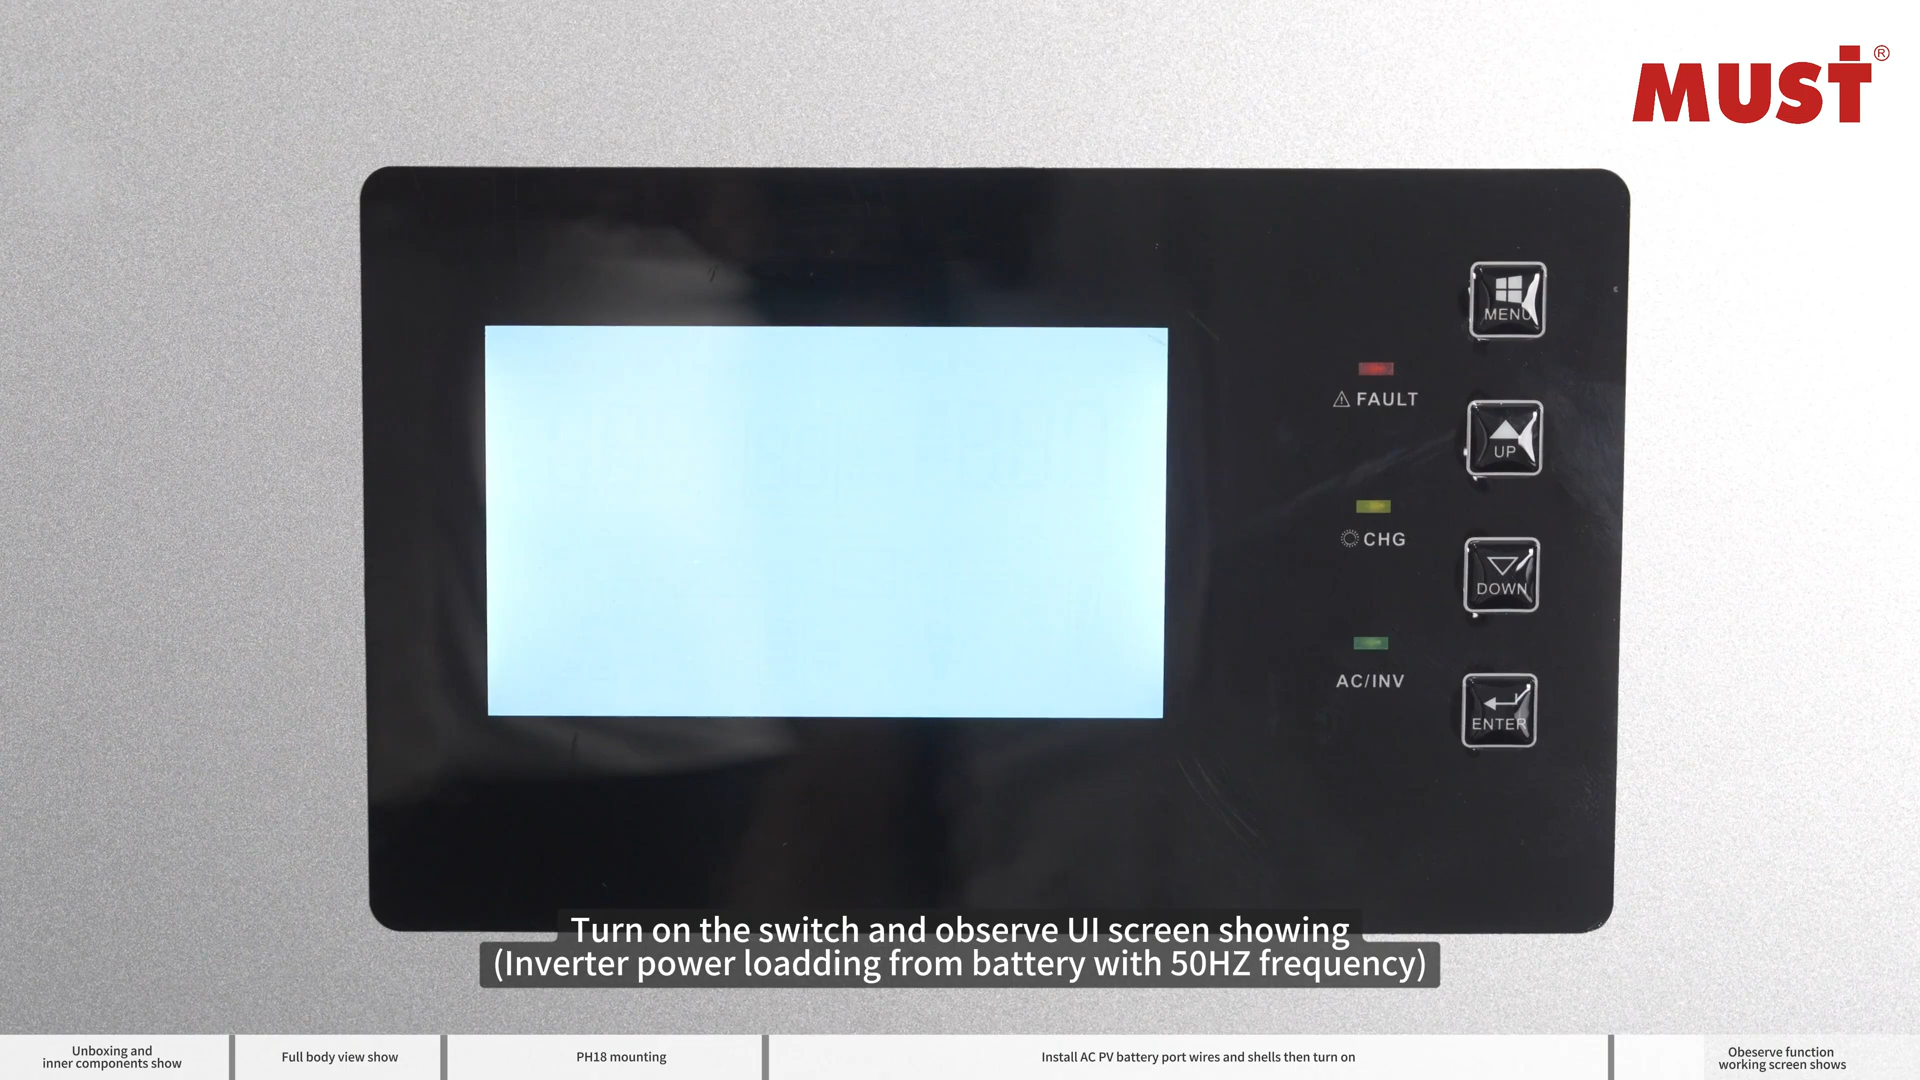 MUST®
MENU
FAULT
UP
CHG
DOWN
AC/INV
ENTER
Turn on the switch and observe UI screen showing
(Inverter power loadding from battery with 50HZ frequency)
Unboxing and
inner components show
Full body view show
PH18 mounting
Install AC PV battery port wires and shells then turn on
Obeserve function
working screen shows